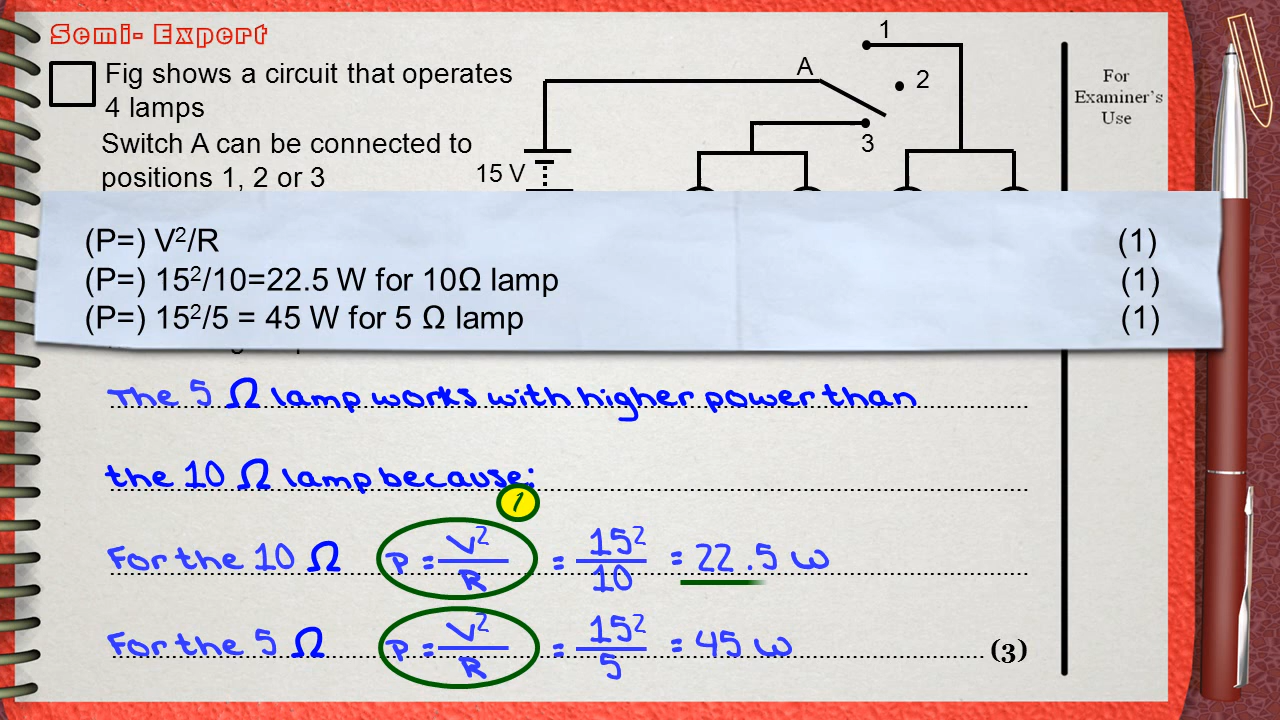 Semi- Expert
Fig shows a circuit that operates
4 lamps
Switch A can be connected to
positions 1, 2 or 3
1
A
2
3
15 V
For
Examiner's
Use
(P=) V²/R (1)
(P=) 15²/10=22.5 W for 10Ω lamp (1)
(P=) 15²/5 = 45 W for 5 Ω lamp (1)
The 5 Ω lamp works with higher power than
the 10 Ω lamp because:
1
For the 10 Ω P = V²/R = 15²/10 = 22.5 w
For the 5 Ω P = V²/R = 15²/5 = 45 w
(3)